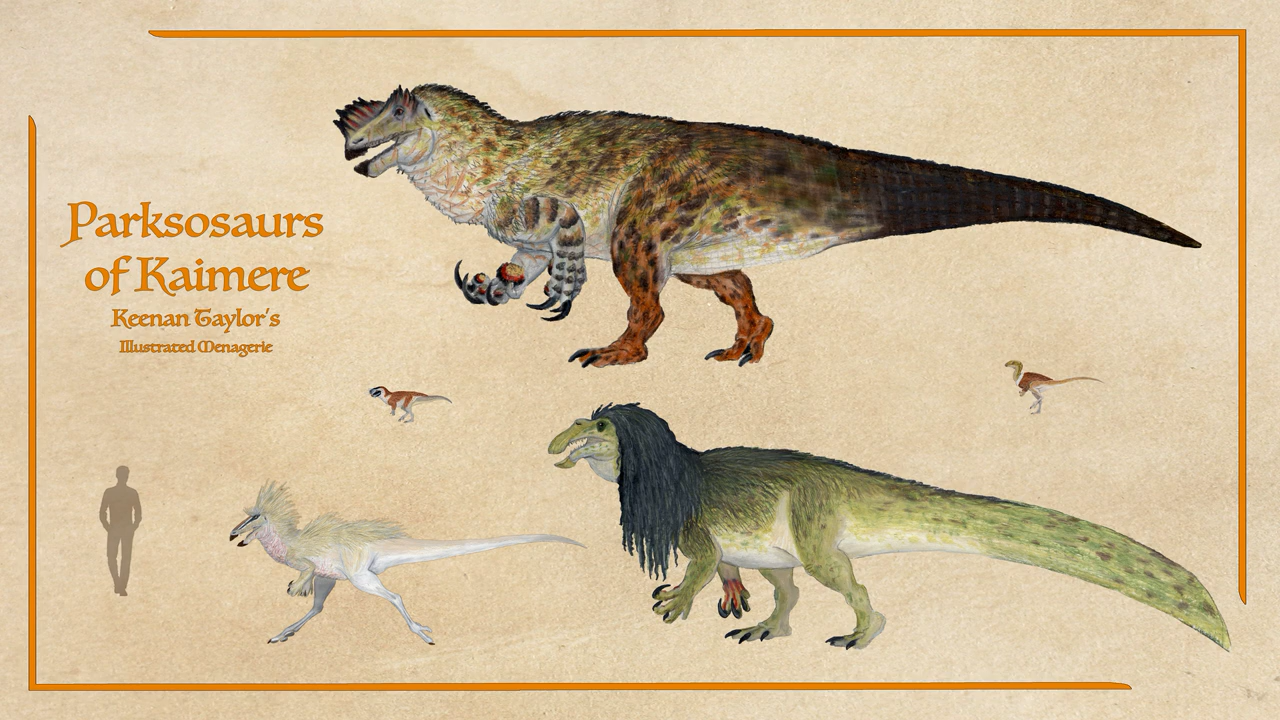 Parksosaurs
of Kaimere
Keenan Taylor's
Illustrated Menagerie